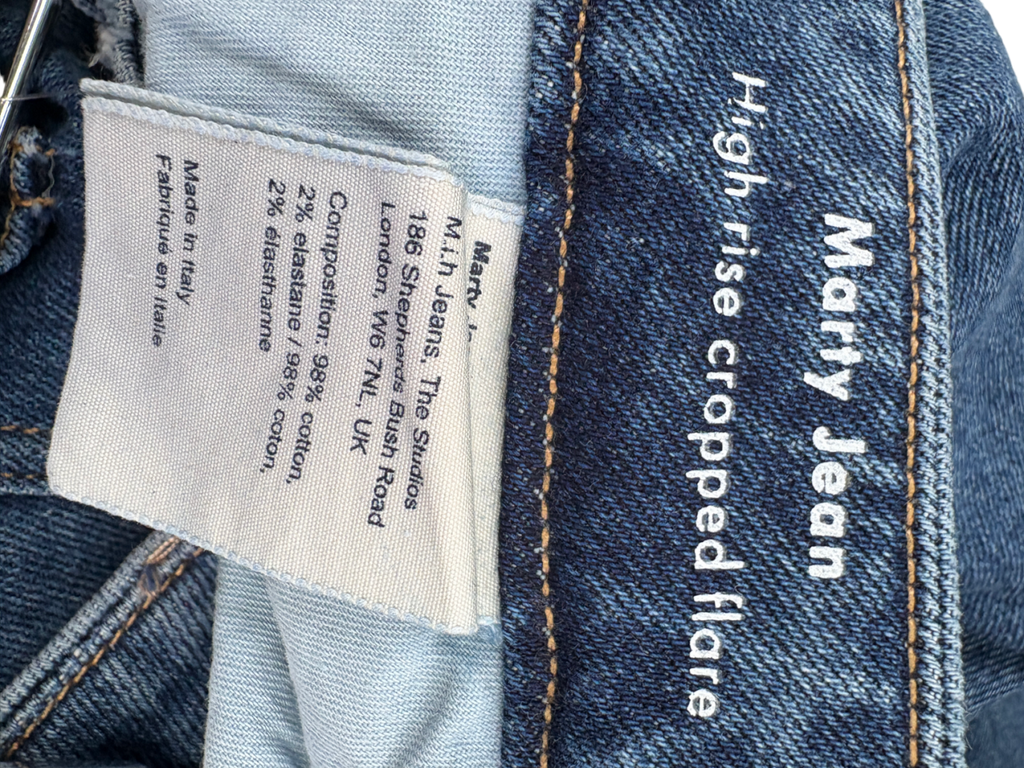 Marty Jean
High rise cropped flare
Marty
M.i.h Jeans, The Studios
186 Shepherds Bush Road
London, W6 7NL, UK
Composition: 98% cotton,
2% elastane / 98% coton,
2% élasthanne
Made in Italy
Fabriqué en Italie